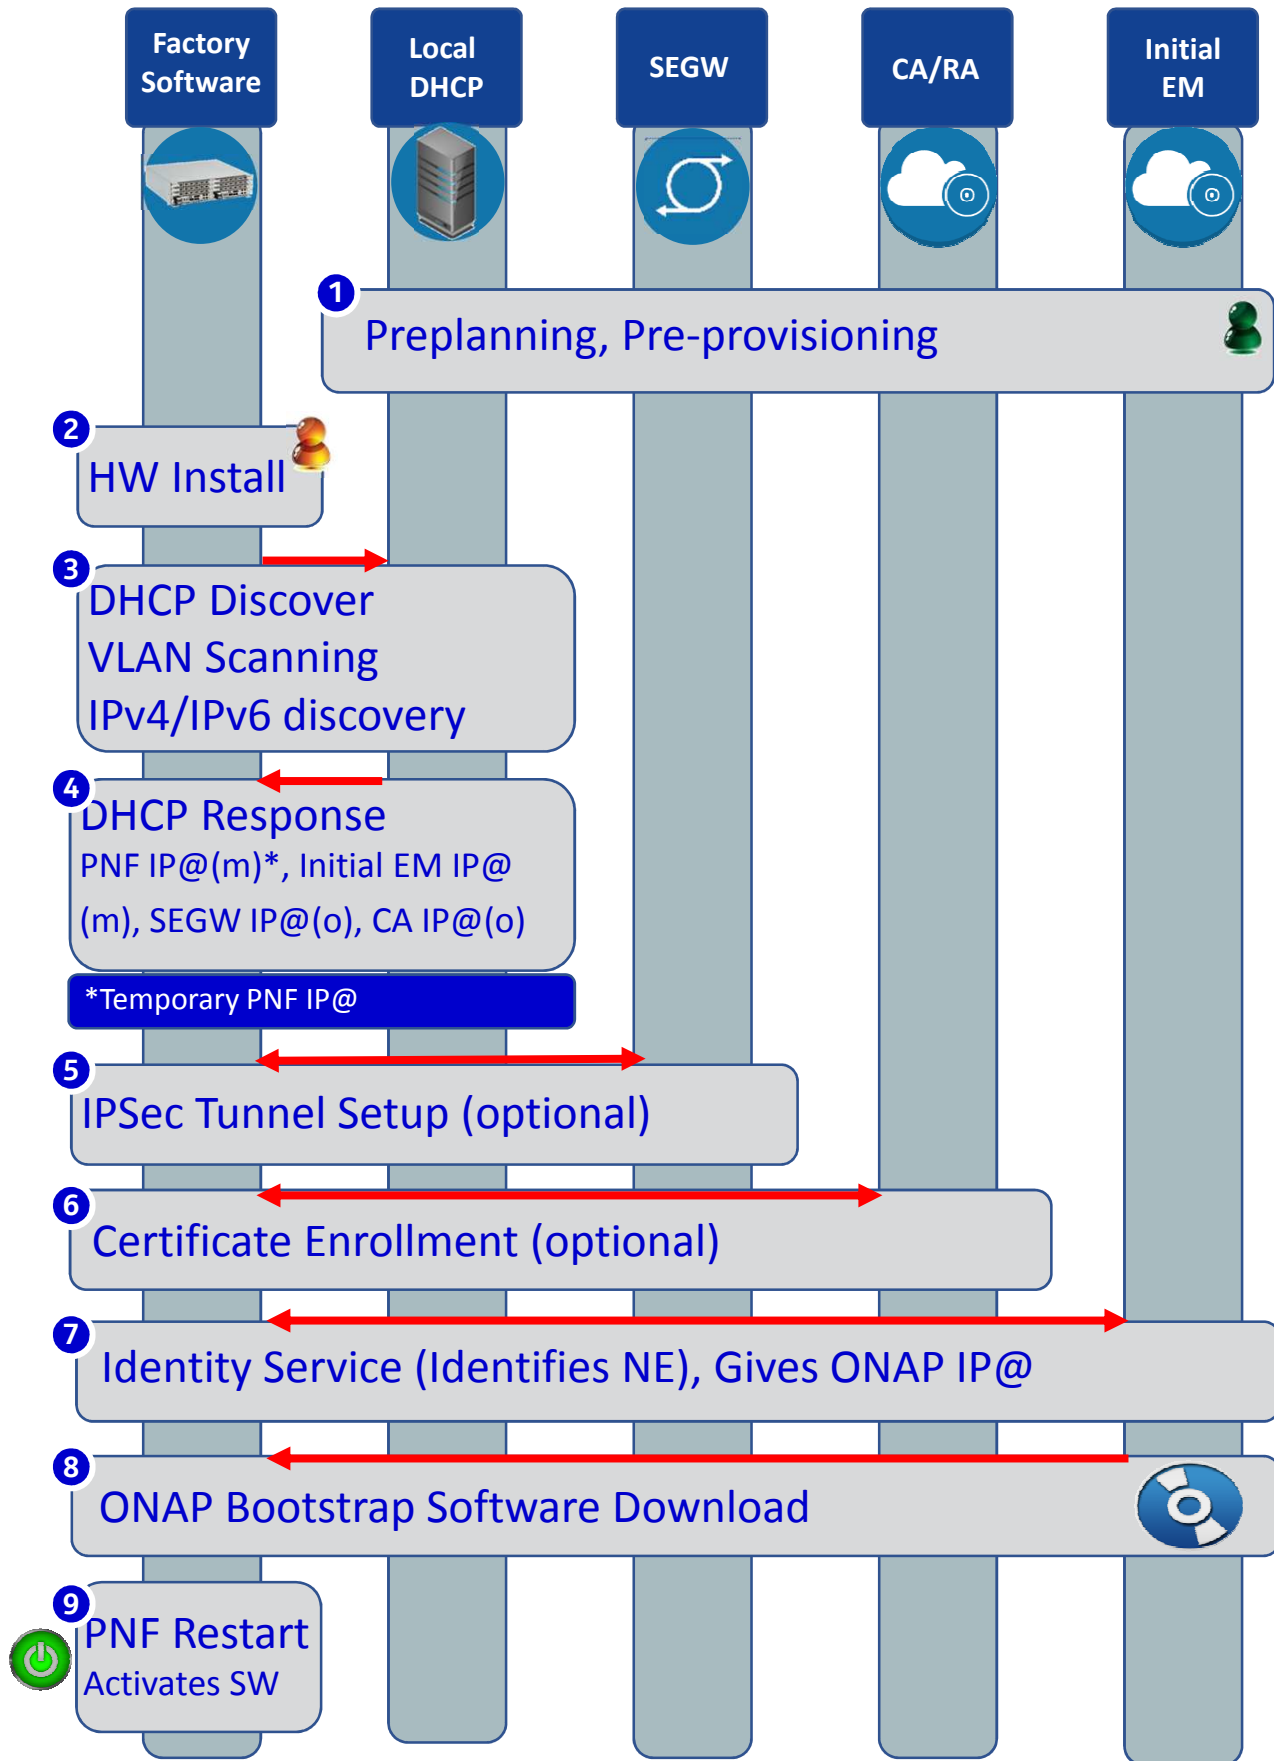 Factory
Software
Local
DHCP
SEGW
CA/RA
Initial
EM
1
Preplanning, Pre-provisioning
2
HW Install
3
DHCP Discover
VLAN Scanning
IPv4/IPv6 discovery
4
DHCP Response
PNF IP@(m)*, Initial EM IP@
(m), SEGW IP@(o), CA IP@(o)
*Temporary PNF IP@
5
IPSec Tunnel Setup (optional)
6
Certificate Enrollment (optional)
7
Identity Service (Identifies NE), Gives ONAP IP@
8
ONAP Bootstrap Software Download
9
PNF Restart
Activates SW